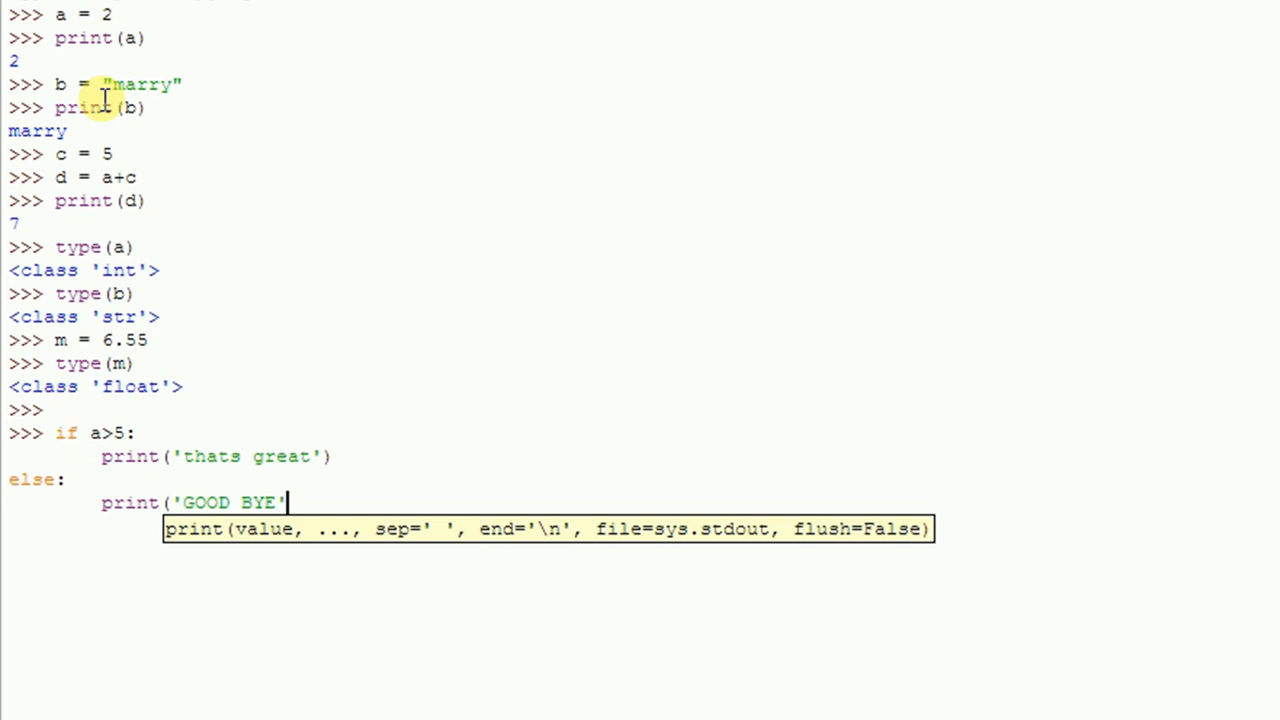 >>> a = 2
>>> print(a)
2
>>> b = "marry"
>>> print(b)
marry
>>> c = 5
>>> d = a+c
>>> print(d)
7
>>> type(a)
<class 'int'>
>>> type(b)
<class 'str'>
>>> m = 6.55
>>> type(m)
<class 'float'>
>>>
>>> if a>5:
        print('thats great')
else:
        print('GOOD BYE'
print(value, ..., sep=' ', end='\n', file=sys.stdout, flush=False)